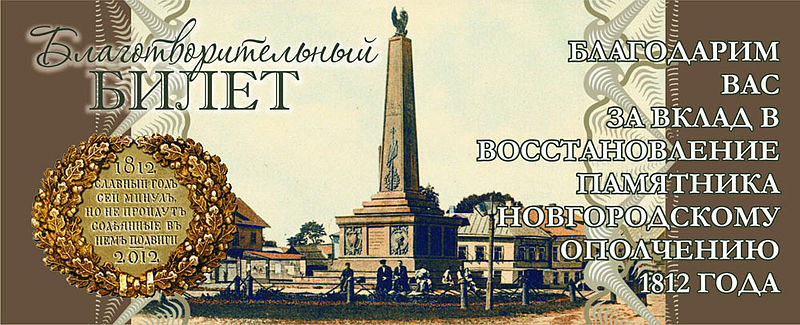 Благотворительный
БИЛЕТ
БЛАГОДАРИМ
ВАС
ЗА ВКЛАД В
ВОССТАНОВЛЕНИЕ
ПАМЯТНИКА
НОВГОРОДСКОМУ
ОПОЛЧЕНИЮ
1812 ГОДА
1812
СЛАВНЫЙ ГОДЪ
СЕЙ МИНУЛЪ,
НО НЕ ПРОЙДУТЪ
СОДѢЯННЫЕ ВЪ
НЕМЪ ПОДВИГИ
2012